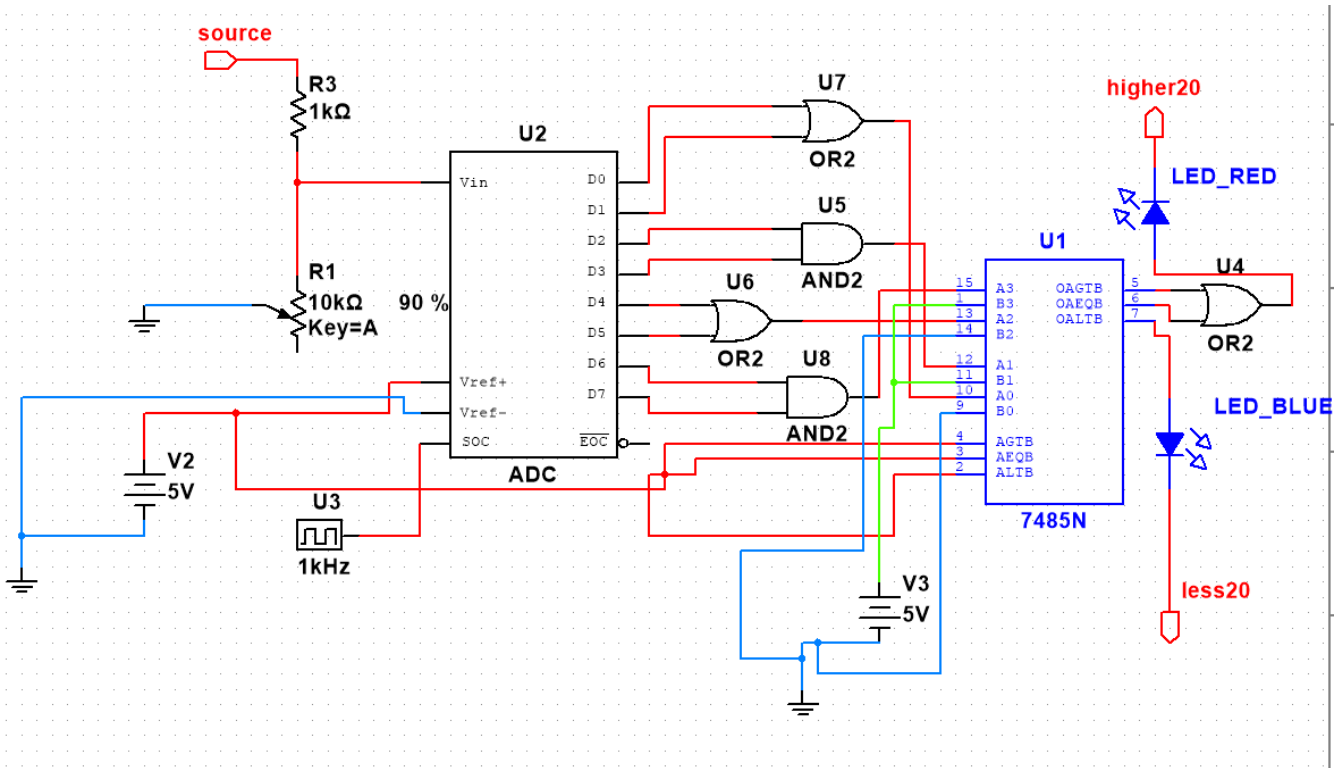 source
R3
1kΩ
U2
Vin
D0
D1
D2
D3
D4
D5
D6
D7
Vref+
Vref-
SOC
EOC
ADC
R1
10kΩ
Key=A
90 %
V2
5V
U3
1kHz
U7
OR2
U5
AND2
U6
OR2
U8
AND2
U1
15 A3
1 B3
13 A2
14 B2
12 A1
11 B1
10 A0
9 B0
4 AGTB
3 AEQB
2 ALTB
OAGTB 5
OAEQB 6
OALTB 7
7485N
V3
5V
higher20
LED_RED
U4
OR2
LED_BLUE
less20